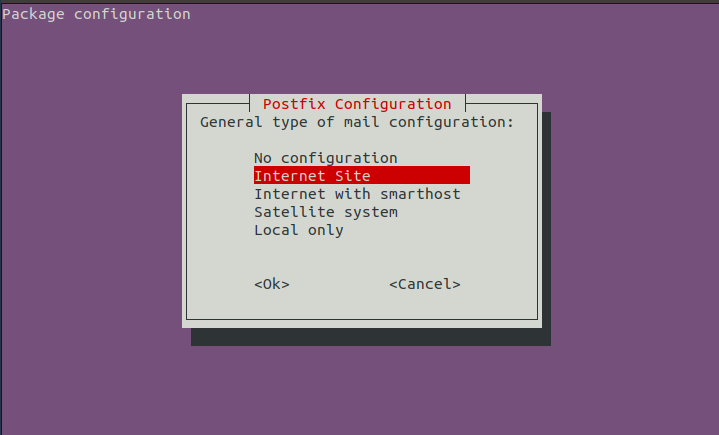 Package configuration
Postfix Configuration
General type of mail configuration:
No configuration
Internet Site
Internet with smarthost
Satellite system
Local only
<Ok> <Cancel>